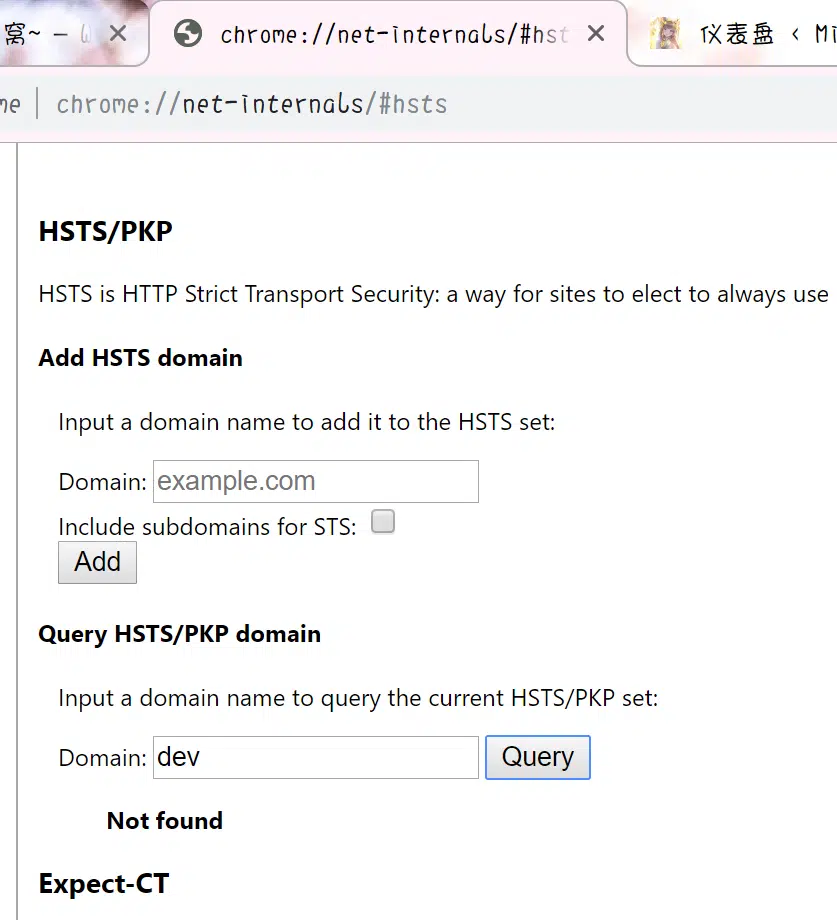 窝~ —
chrome://net-internals/#hst
仪表盘 ‹ Mi
me | chrome://net-internals/#hsts
HSTS/PKP
HSTS is HTTP Strict Transport Security: a way for sites to elect to always use
Add HSTS domain
Input a domain name to add it to the HSTS set:
Domain: example.com
Include subdomains for STS:
Add
Query HSTS/PKP domain
Input a domain name to query the current HSTS/PKP set:
Domain: dev Query
Not found
Expect-CT